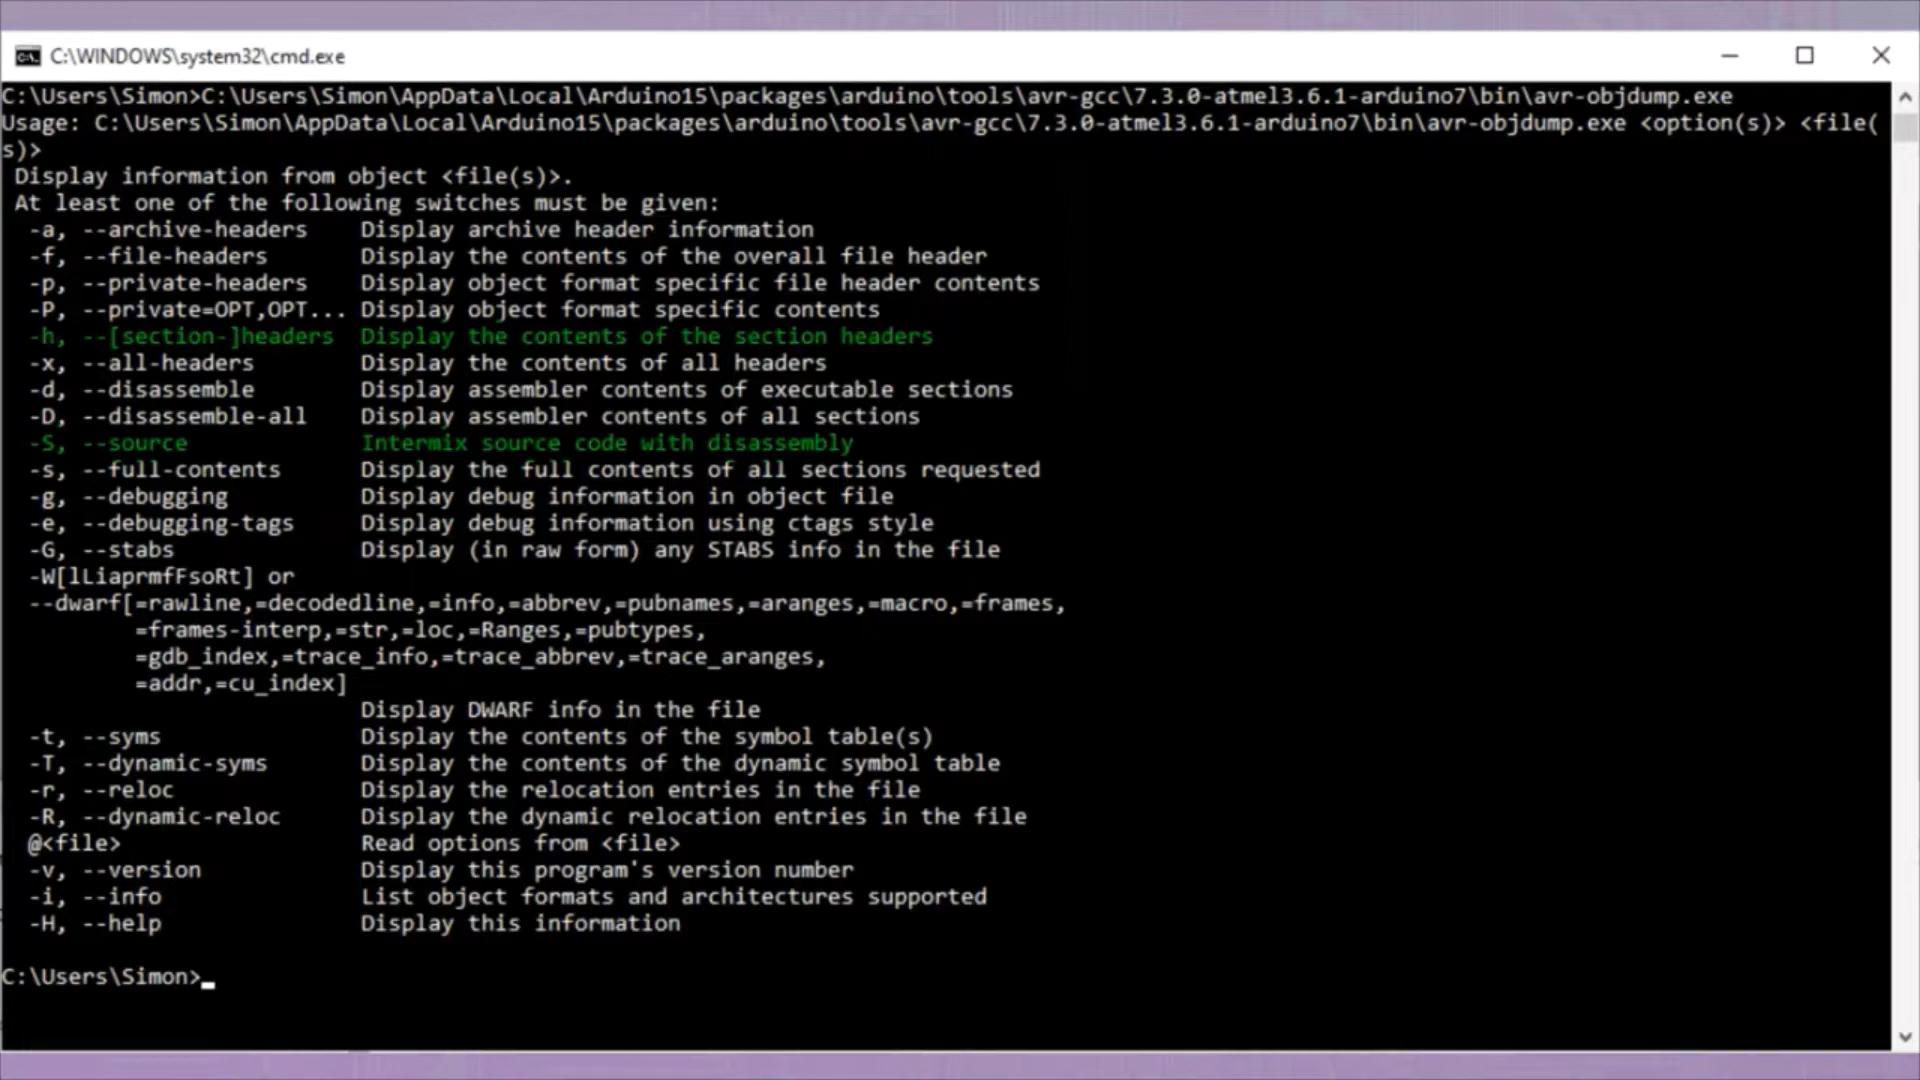 C:\WINDOWS\system32\cmd.exe
C:\Users\Simon>C:\Users\Simon\AppData\Local\Arduino15\packages\arduino\tools\avr-gcc\7.3.0-atmel3.6.1-arduino7\bin\avr-objdump.exe
Usage: C:\Users\Simon\AppData\Local\Arduino15\packages\arduino\tools\avr-gcc\7.3.0-atmel3.6.1-arduino7\bin\avr-objdump.exe <option(s)> <file(
s)>
Display information from object <file(s)>.
At least one of the following switches must be given:
-a, --archive-headers    Display archive header information
-f, --file-headers       Display the contents of the overall file header
-p, --private-headers    Display object format specific file header contents
-P, --private=OPT,OPT... Display object format specific contents
-h, --[section-]headers  Display the contents of the section headers
-x, --all-headers        Display the contents of all headers
-d, --disassemble        Display assembler contents of executable sections
-D, --disassemble-all    Display assembler contents of all sections
-S, --source             Intermix source code with disassembly
-s, --full-contents      Display the full contents of all sections requested
-g, --debugging          Display debug information in object file
-e, --debugging-tags     Display debug information using ctags style
-G, --stabs              Display (in raw form) any STABS info in the file
-W[lLiaprmfFsoRt] or
--dwarf[=rawline,=decodedline,=info,=abbrev,=pubnames,=aranges,=macro,=frames,
=frames-interp,=str,=loc,=Ranges,=pubtypes,
=gdb_index,=trace_info,=trace_abbrev,=trace_aranges,
=addr,=cu_index]
Display DWARF info in the file
-t, --syms               Display the contents of the symbol table(s)
-T, --dynamic-syms       Display the contents of the dynamic symbol table
-r, --reloc              Display the relocation entries in the file
-R, --dynamic-reloc      Display the dynamic relocation entries in the file
@<file>                  Read options from <file>
-v, --version            Display this program's version number
-i, --info               List object formats and architectures supported
-H, --help               Display this information
C:\Users\Simon>